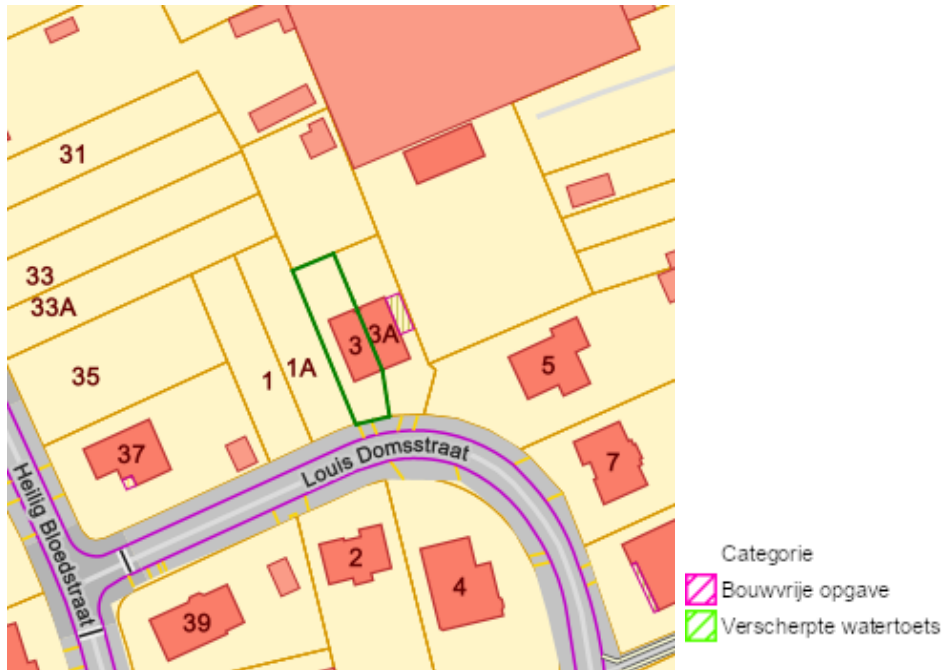 31
33
33A
35
37
1
1A
3
3A
5
7
Louis Domsstraat
Heilig Bloedstraat
2
4
39
Categorie
Bouwvrije opgave
Verscherpte watertoets